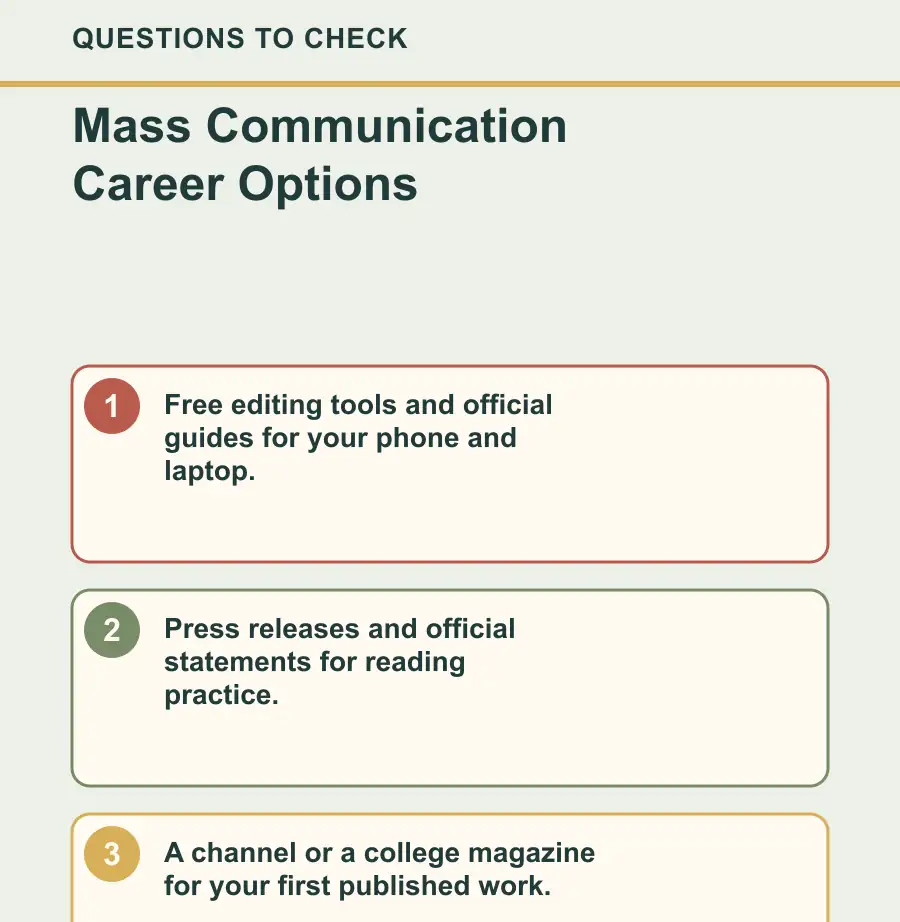 QUESTIONS TO CHECK
Mass Communication
Career Options
1
Free editing tools and official
guides for your phone and
laptop.
2
Press releases and official
statements for reading
practice.
3
A channel or a college magazine
for your first published work.